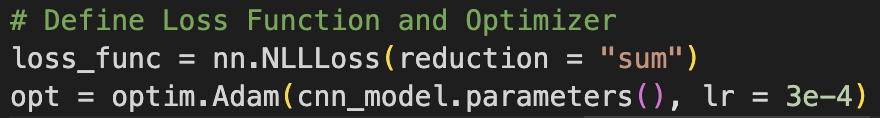 # Define Loss Function and Optimizer
loss_func = nn.NLLLoss(reduction = "sum")
opt = optim.Adam(cnn_model.parameters(), lr = 3e-4)